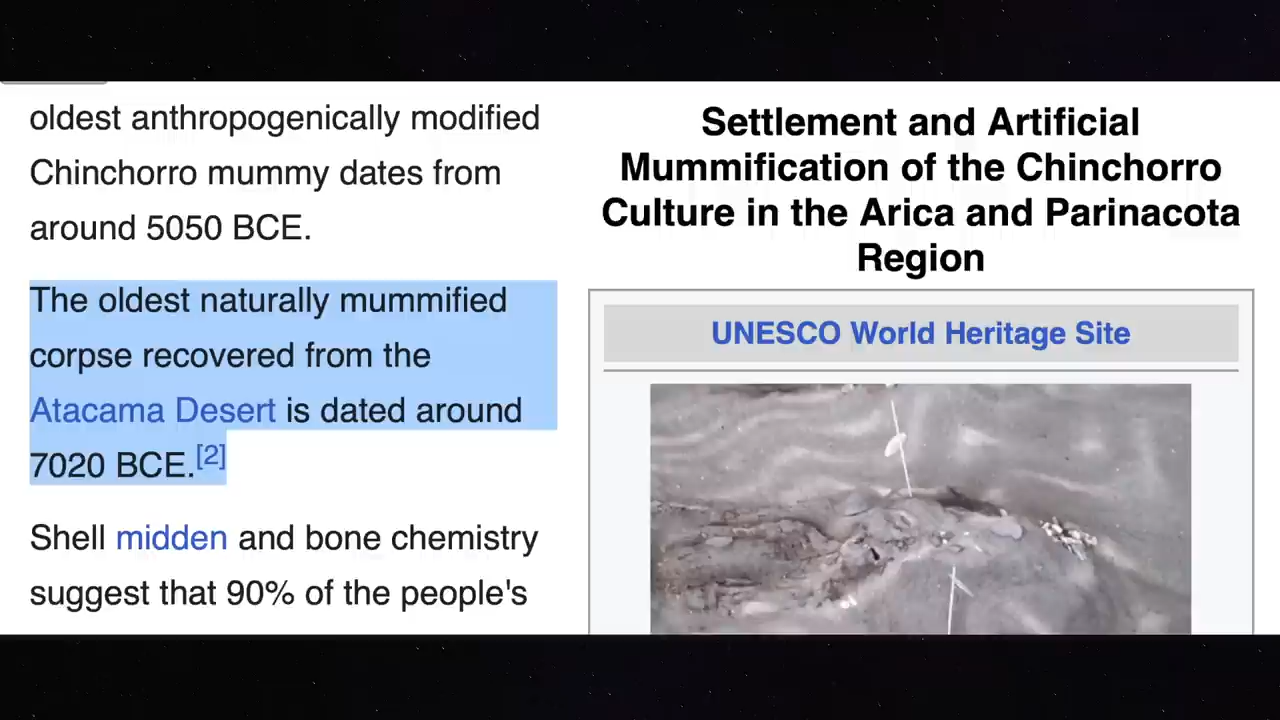 oldest anthropogenically modified
Chinchorro mummy dates from
around 5050 BCE.
The oldest naturally mummified
corpse recovered from the
Atacama Desert is dated around
7020 BCE.[2]
Shell midden and bone chemistry
suggest that 90% of the people's
Settlement and Artificial
Mummification of the Chinchorro
Culture in the Arica and Parinacota
Region
UNESCO World Heritage Site